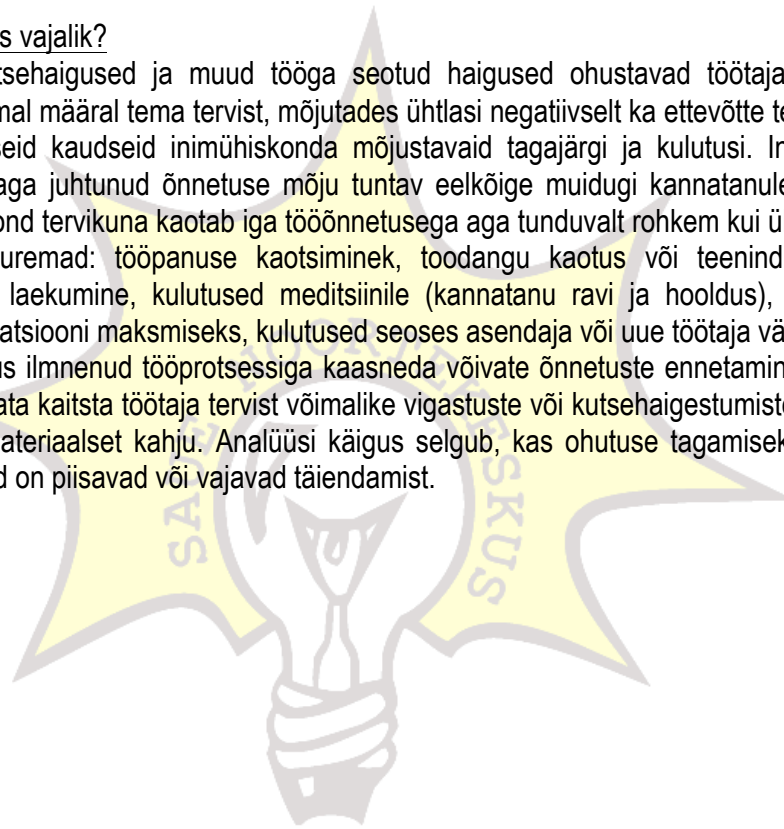 s vajalik?
tsehaigused ja muud tööga seotud haigused ohustavad töötaja
mal määral tema tervist, mõjutades ühtlasi negatiivselt ka ettevõtte te
seid kaudseid inimühiskonda mõjustavaid tagajärgi ja kulutusi. In
aga juhtunud õnnetuse mõju tuntav eelkõige muidugi kannatanule
ond tervikuna kaotab iga tööõnnetusega aga tunduvalt rohkem kui ü
uremad: tööpanuse kaotsiminek, toodangu kaotus või teenind
laekumine, kulutused meditsiinile (kannatanu ravi ja hooldus),
atsiooni maksmiseks, kulutused seoses asendaja või uue töötaja vä
us ilmnenud tööprotsessiga kaasneda võivate õnnetuste ennetamin
ata kaitsta töötaja tervist võimalike vigastuste või kutsehaigestumiste
ateriaalset kahju. Analüüsi käigus selgub, kas ohutuse tagamisek
d on piisavad või vajavad täiendamist.
SAUE NOORTEKESKUS